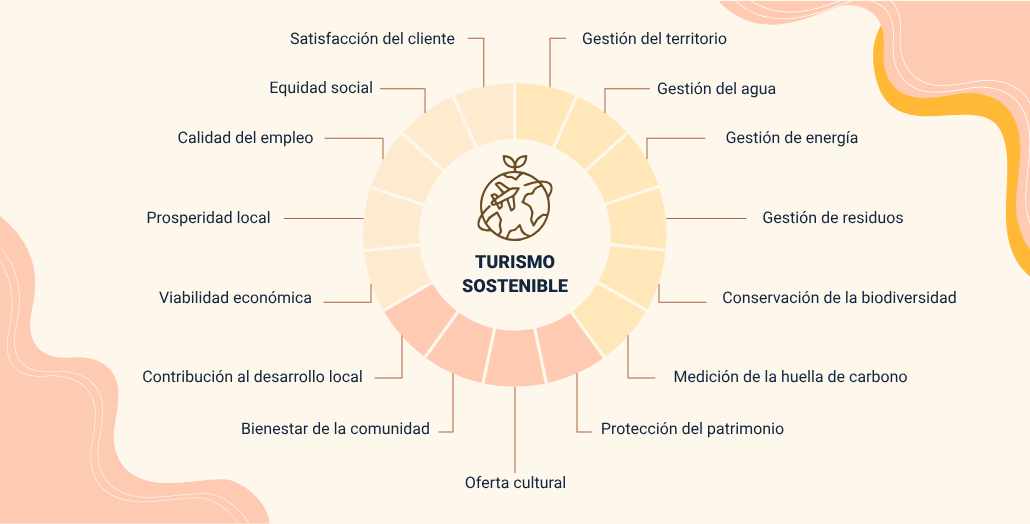 Satisfacción del cliente
Gestión del territorio
Equidad social
Gestión del agua
Calidad del empleo
Gestión de energía
Prosperidad local
Gestión de residuos
TURISMO
SOSTENIBLE
Viabilidad económica
Conservación de la biodiversidad
Contribución al desarrollo local
Medición de la huella de carbono
Bienestar de la comunidad
Protección del patrimonio
Oferta cultural